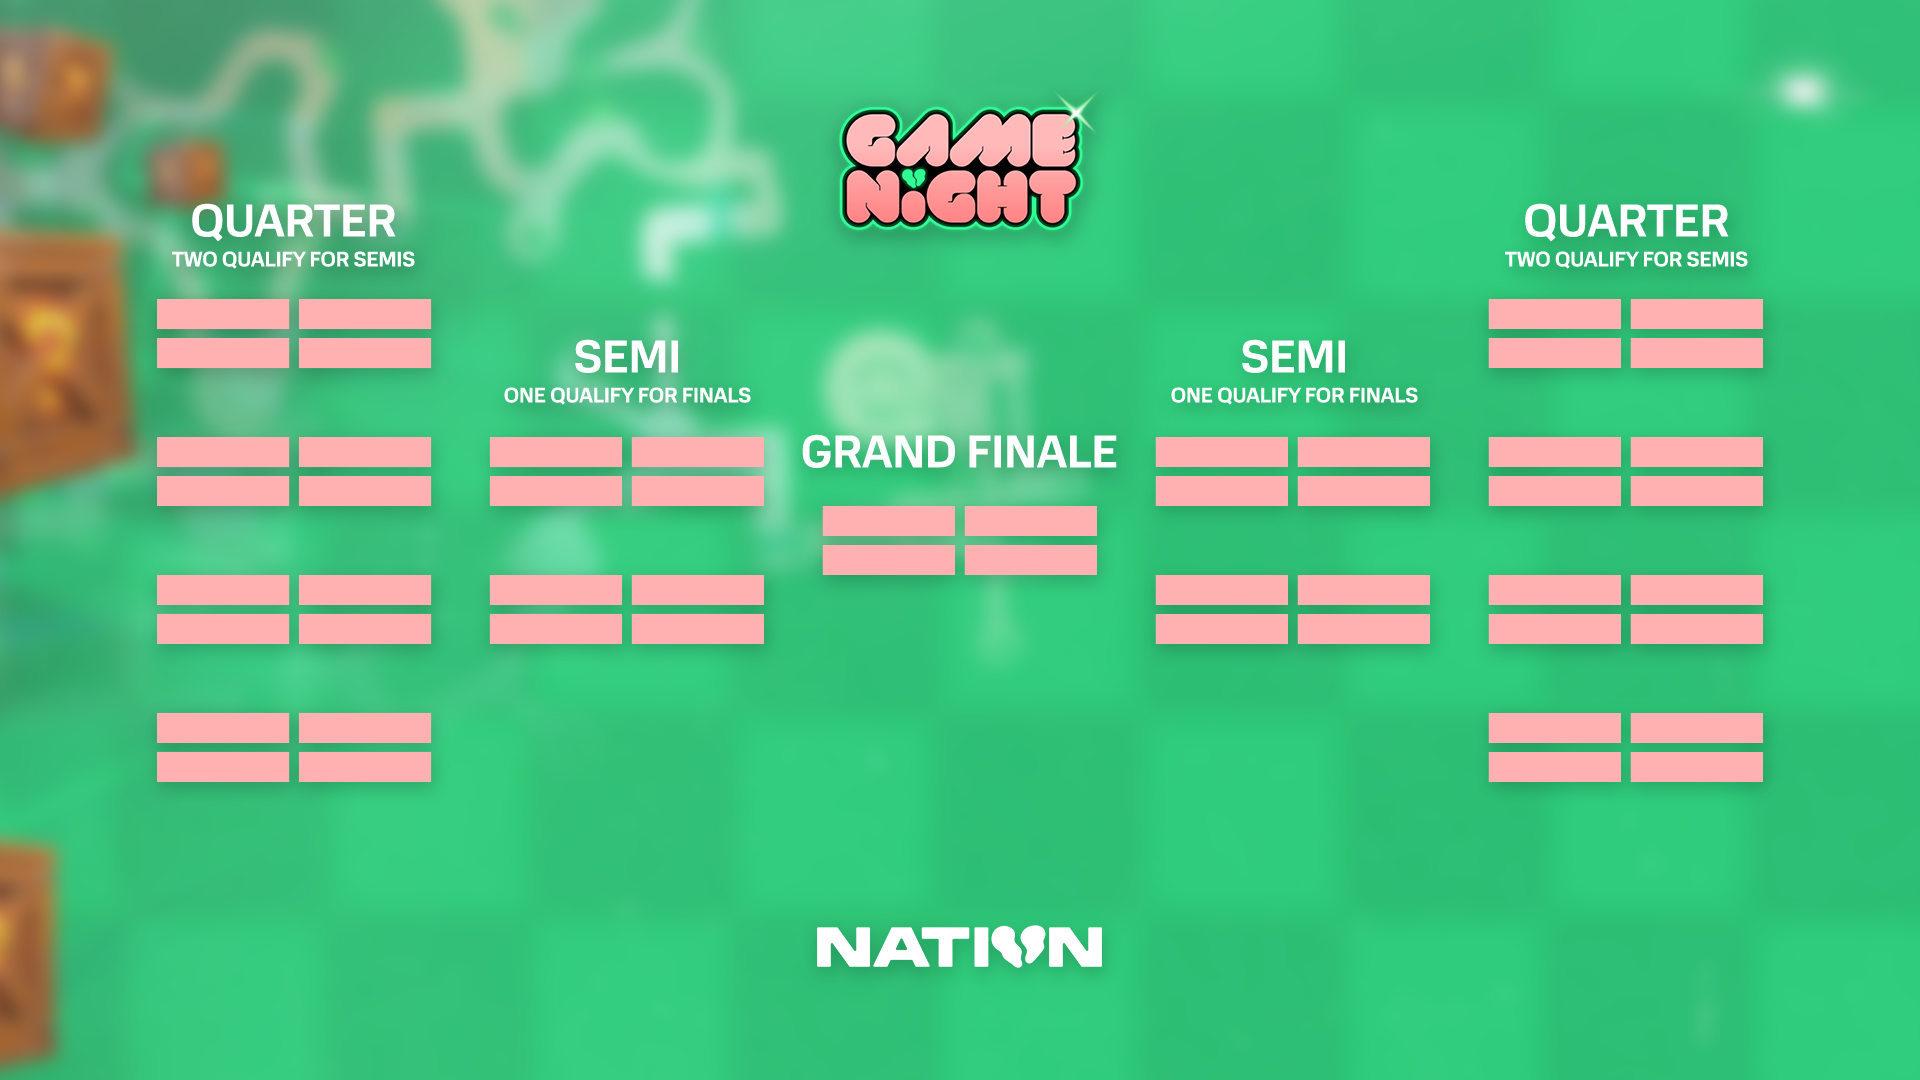 GAME
NiGHT
QUARTER
TWO QUALIFY FOR SEMIS
SEMI
ONE QUALIFY FOR FINALS
GRAND FINALE
SEMI
ONE QUALIFY FOR FINALS
QUARTER
TWO QUALIFY FOR SEMIS
NATION